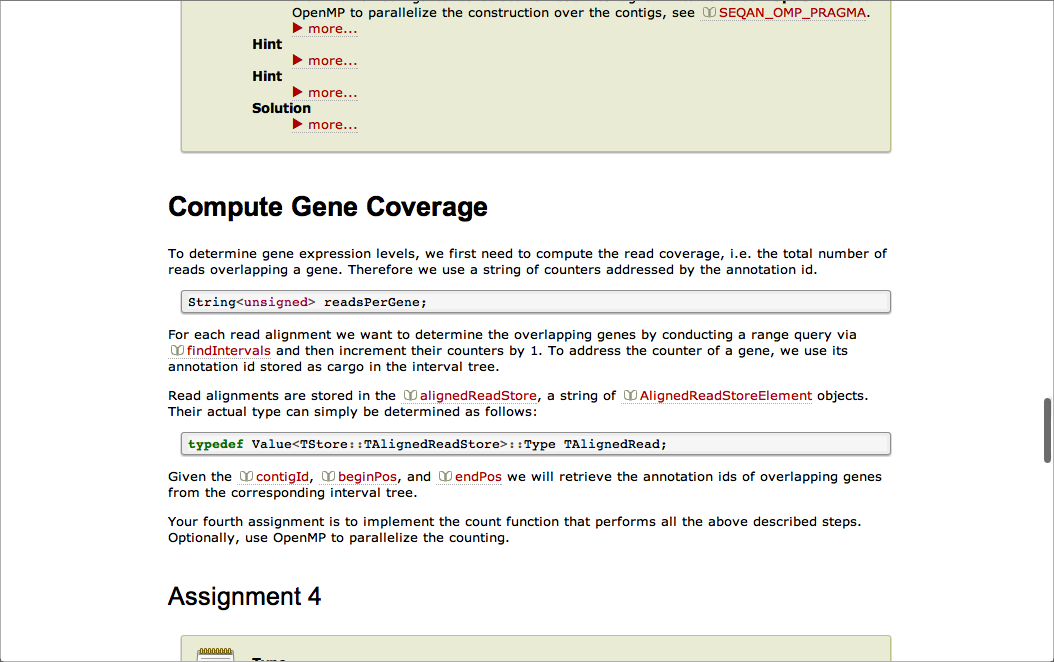 OpenMP to parallelize the construction over the contigs, see SEQAN_OMP_PRAGMA.
▶ more...
Hint
▶ more...
Hint
▶ more...
Solution
▶ more...
Compute Gene Coverage
To determine gene expression levels, we first need to compute the read coverage, i.e. the total number of
reads overlapping a gene. Therefore we use a string of counters addressed by the annotation id.
String<unsigned> readsPerGene;
For each read alignment we want to determine the overlapping genes by conducting a range query via
findIntervals and then increment their counters by 1. To address the counter of a gene, we use its
annotation id stored as cargo in the interval tree.
Read alignments are stored in the alignedReadStore, a string of AlignedReadStoreElement objects.
Their actual type can simply be determined as follows:
typedef Value<TStore::TAlignedReadStore>::Type TAlignedRead;
Given the contigId, beginPos, and endPos we will retrieve the annotation ids of overlapping genes
from the corresponding interval tree.
Your fourth assignment is to implement the count function that performs all the above described steps.
Optionally, use OpenMP to parallelize the counting.
Assignment 4